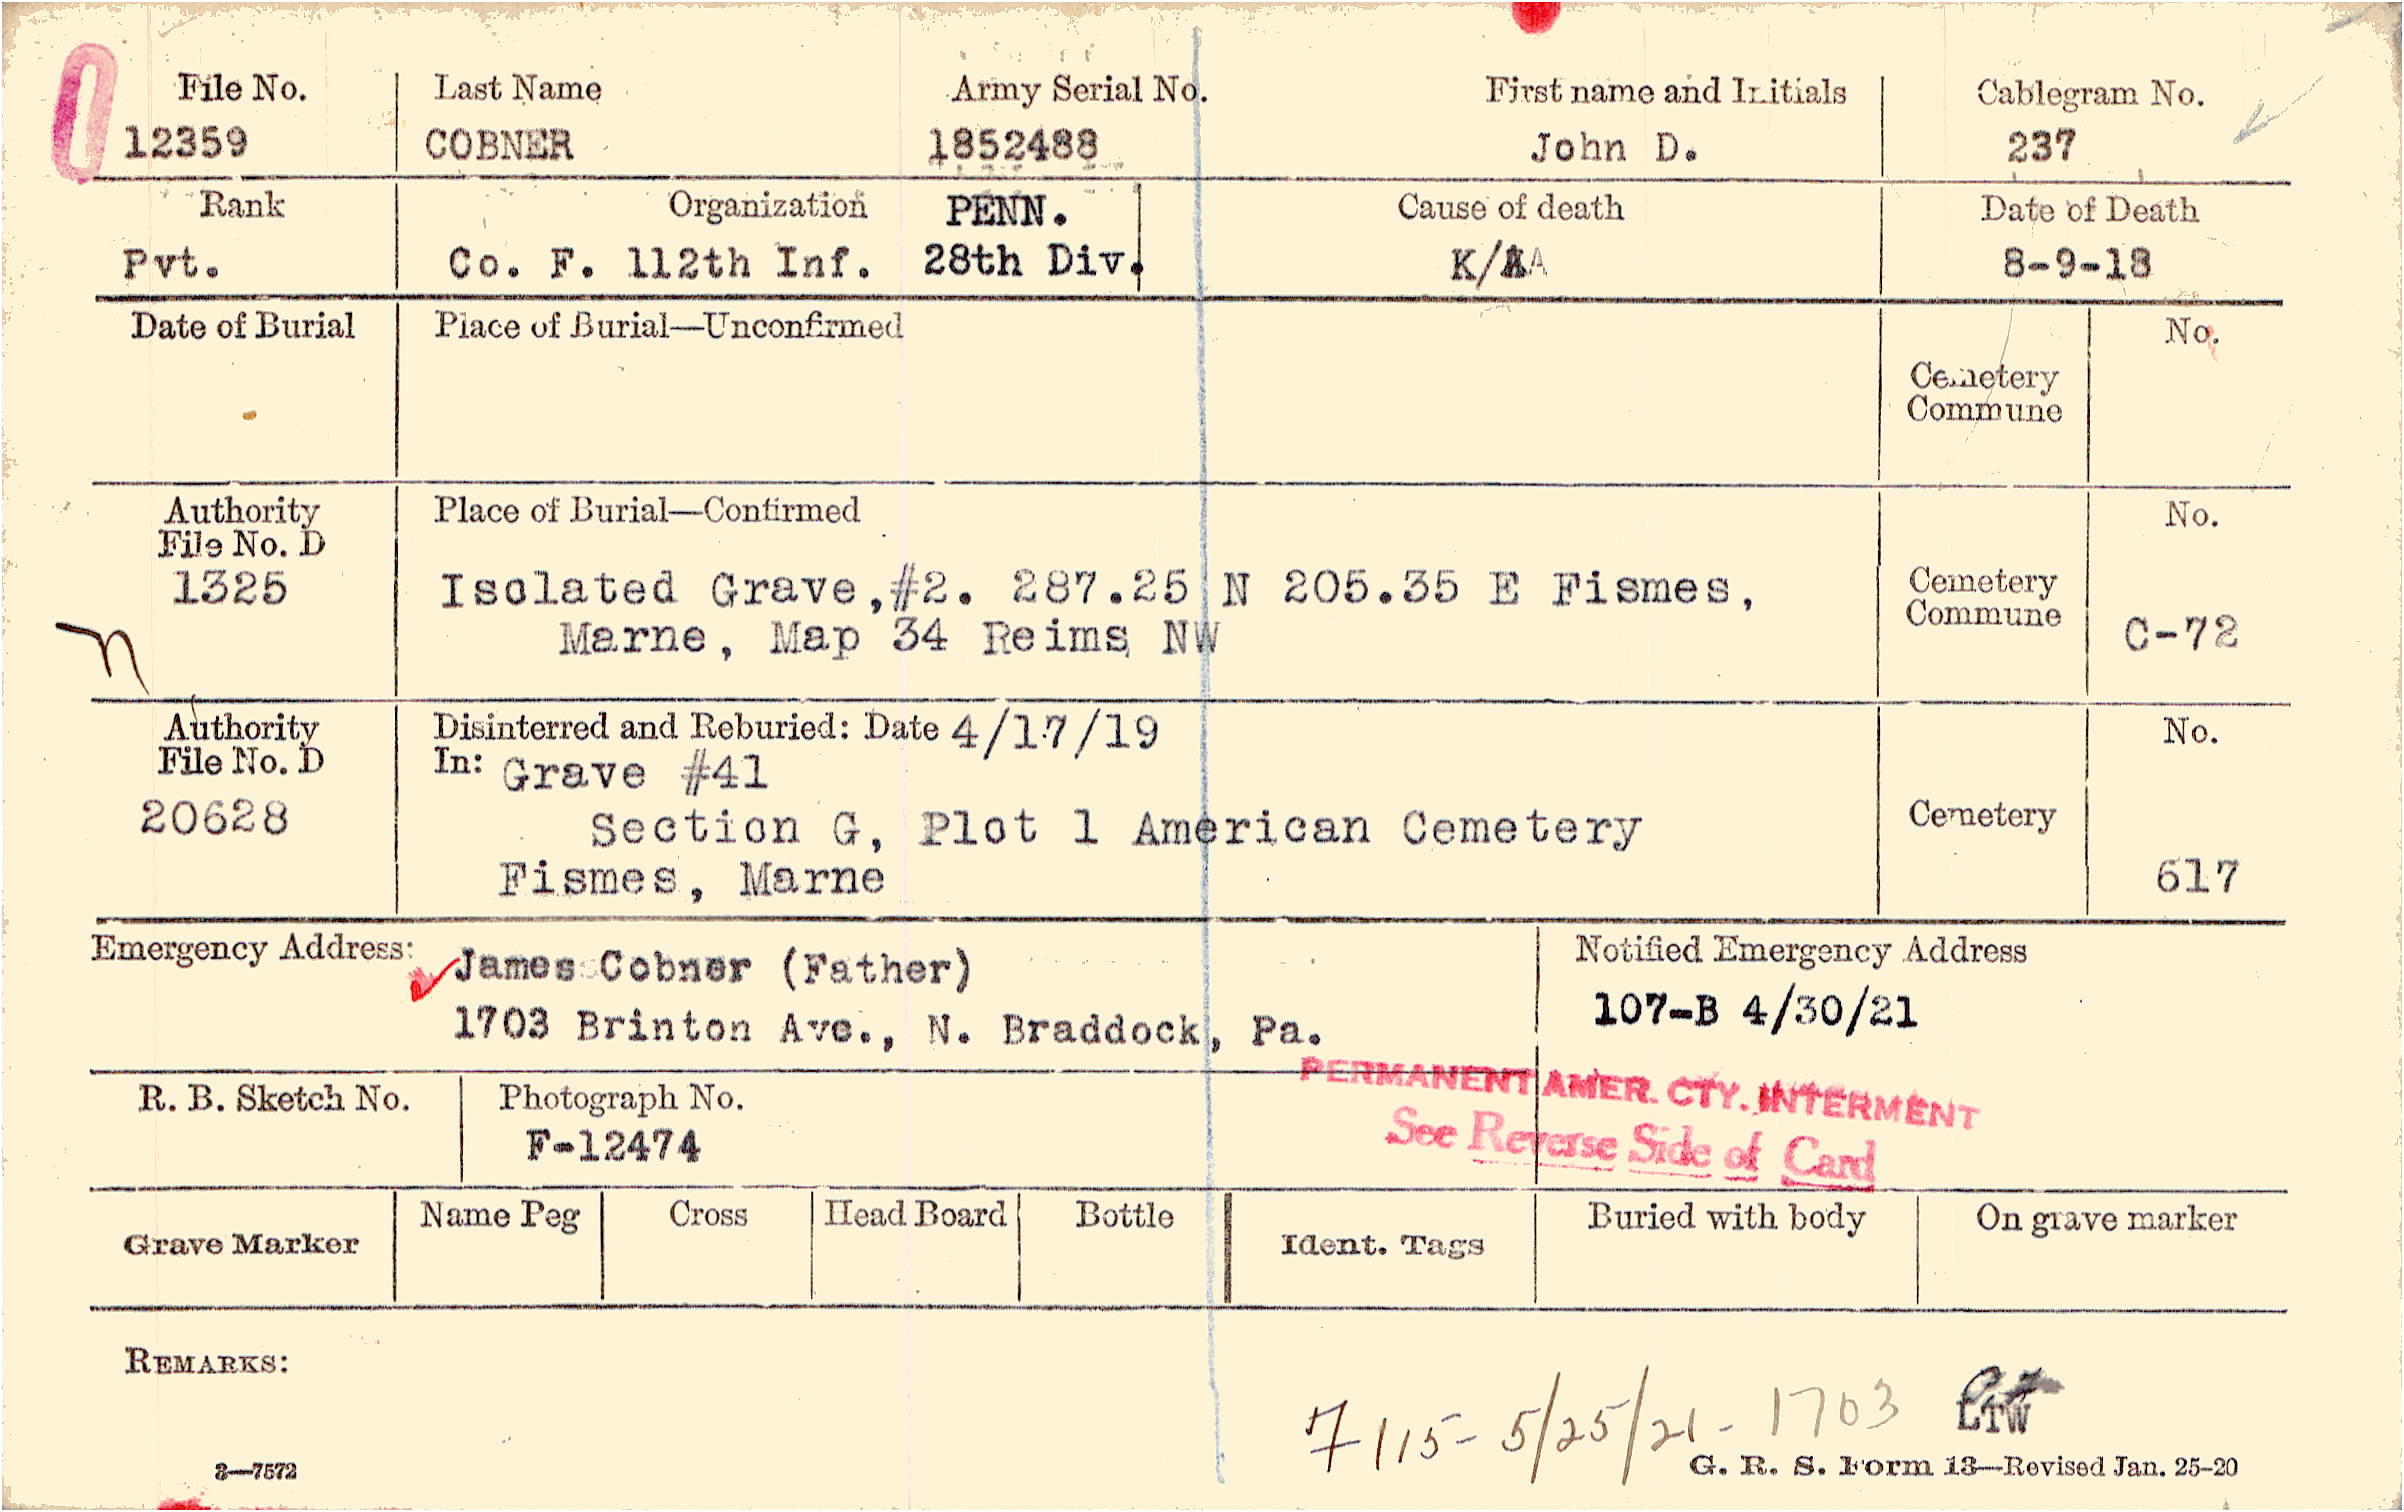 File No. Last Name Army Serial No. First name and Initials Cablegram No.
12359 COBNER 1852488 John D. 237
Rank Organization PENN. Cause of death Date of Death
Pvt. Co. F. 112th Inf. 28th Div. K/A 8-9-18
Date of Burial Place of Burial—Unconfirmed No.
Cemetery
Commune
Authority Place of Burial—Confirmed No.
File No. D
1325 Isolated Grave,#2. 287.25 N 205.35 E Fismes, Cemetery
Commune
Marne, Map 34 Reims NW C-72
Authority Disinterred and Reburied: Date 4/17/19 No.
File No. D In: Grave #41
20628 Section G, Plot 1 American Cemetery Cemetery
Fismes, Marne 617
Emergency Address: James Cobner (Father) Notified Emergency Address
1703 Brinton Ave., N. Braddock, Pa. 107-B 4/30/21
PERMANENT AMER. CTY. INTERMENT
R. B. Sketch No. Photograph No. See Reverse Side of Card
F-12474
Grave Marker Name Peg Cross Head Board Bottle Ident. Tags Buried with body On grave marker
REMARKS:
115- 5/25/21- 1703 LTW
3—7572 G. R. S. Form 13—Revised Jan. 25-20